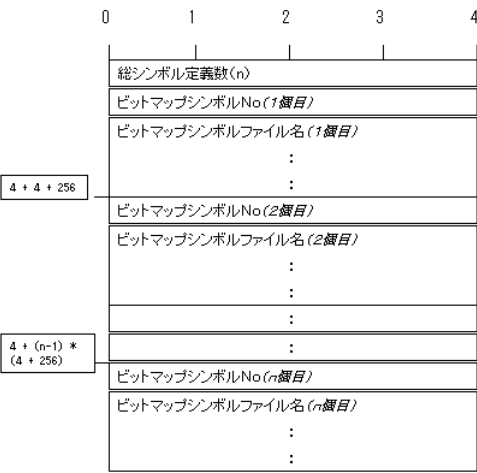 0 1 2 3 4
総シンボル定義数(n)
ビットマップシンボルNo(1個目)
ビットマップシンボルファイル名(1個目)
:
:
4 + 4 + 256
ビットマップシンボルNo(2個目)
ビットマップシンボルファイル名(2個目)
:
:
:
4 + (n-1) *
(4 + 256)
:
ビットマップシンボルNo(n個目)
ビットマップシンボルファイル名(n個目)
:
: